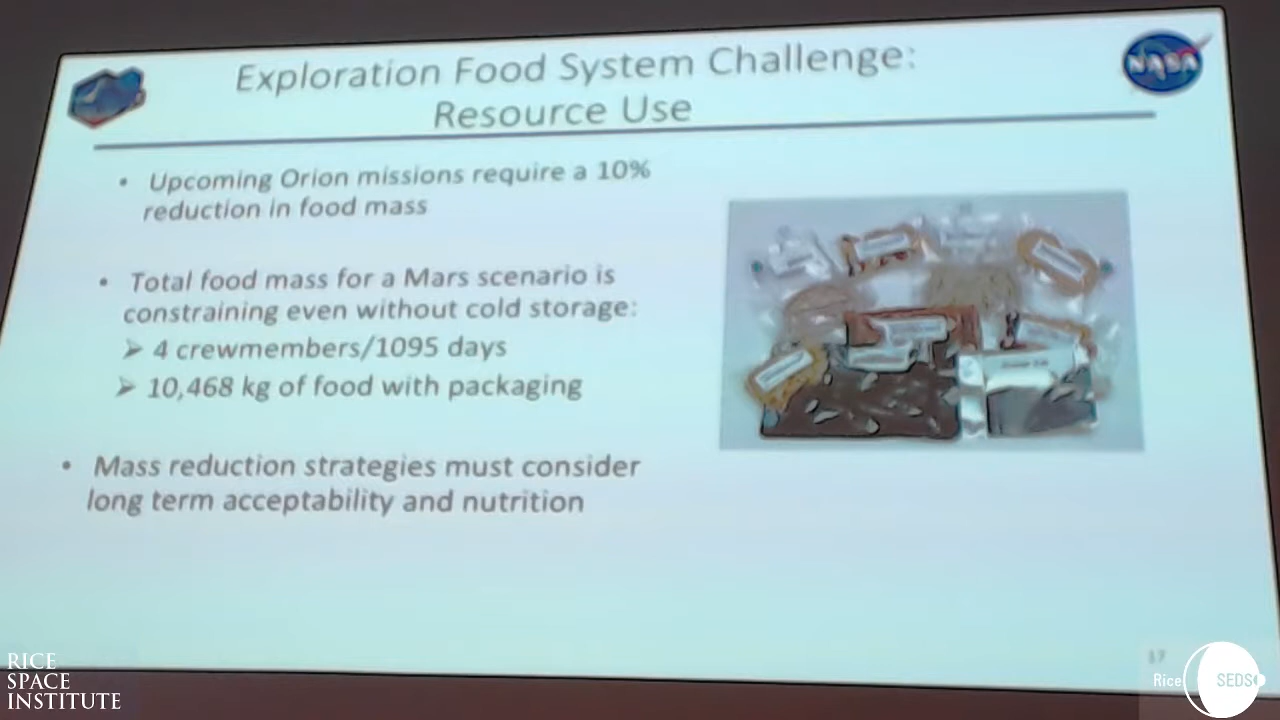 Exploration Food System Challenge:
Resource Use
NASA
• Upcoming Orion missions require a 10%
reduction in food mass
• Total food mass for a Mars scenario is
constraining even without cold storage:
➢ 4 crewmembers/1095 days
➢ 10,468 kg of food with packaging
• Mass reduction strategies must consider
long term acceptability and nutrition
17
RICE
SPACE
INSTITUTE
Rice SEDS